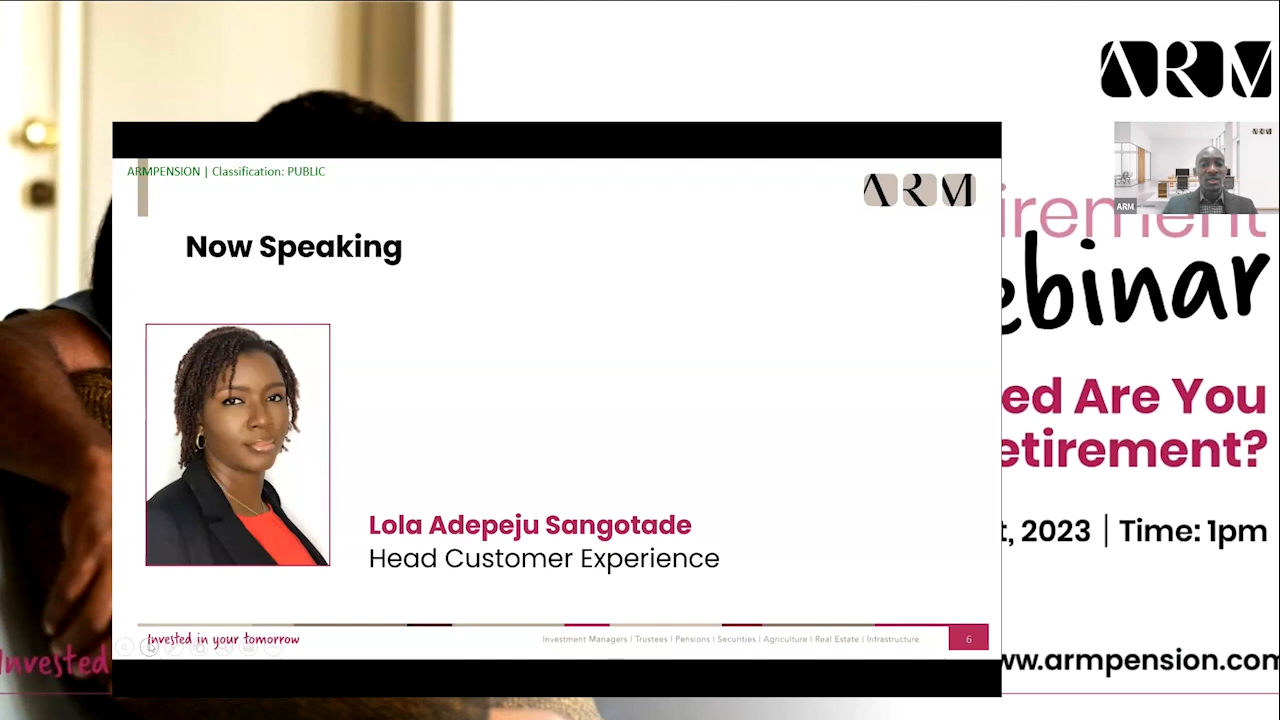 ARM
ARM
irement
ebinar
ed Are You
etirement?
t, 2023 | Time: 1pm
ww.armpension.com
Invested
ARMPENSION | Classification: PUBLIC
ARM
Now Speaking
Lola Adepeju Sangotade
Head Customer Experience
Invested in your tomorrow
Investment Managers | Trustees | Pensions | Securities | Agriculture | Real Estate | Infrastructure
6